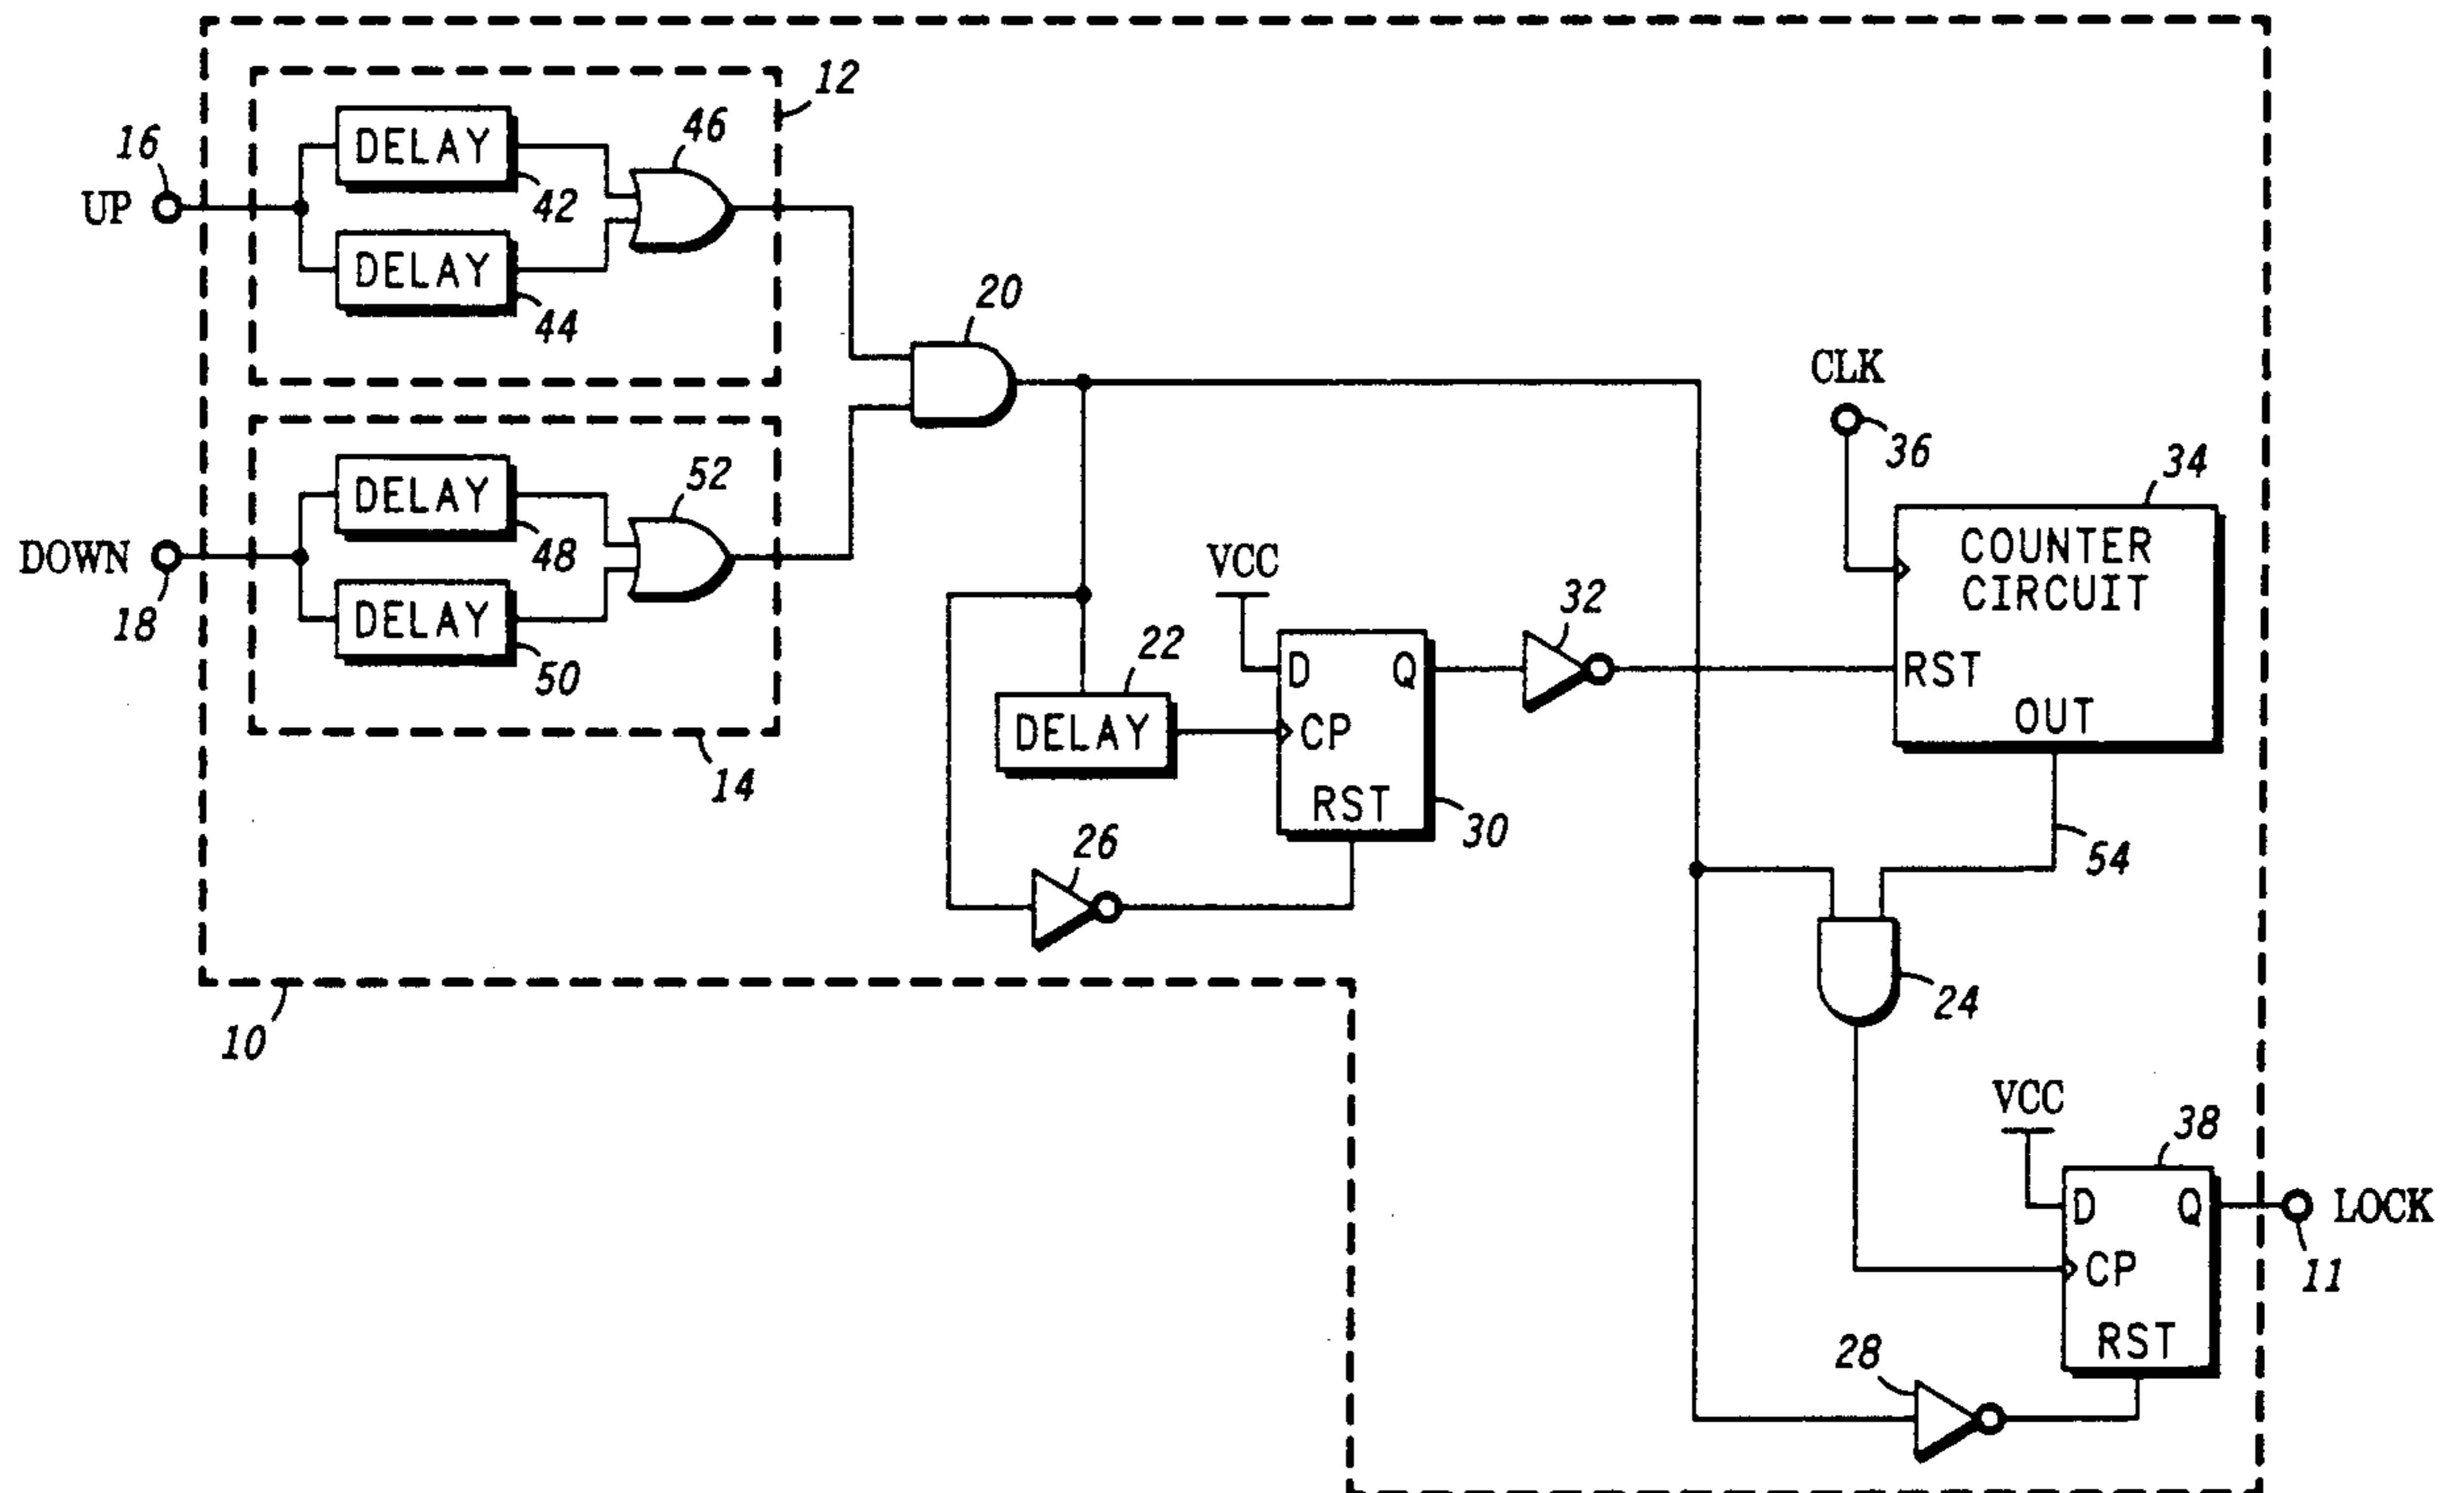 12
16
DELAY
46
UP
42
DELAY
44
20
CLK
36
34
DELAY
52
COUNTER
CIRCUIT
DOWN
48
VCC
32
18
DELAY
50
22
D
Q
RST
DELAY
CP
OUT
14
RST
30
26
54
24
10
VCC
38
D
Q
LOCK
CP
11
RST
28